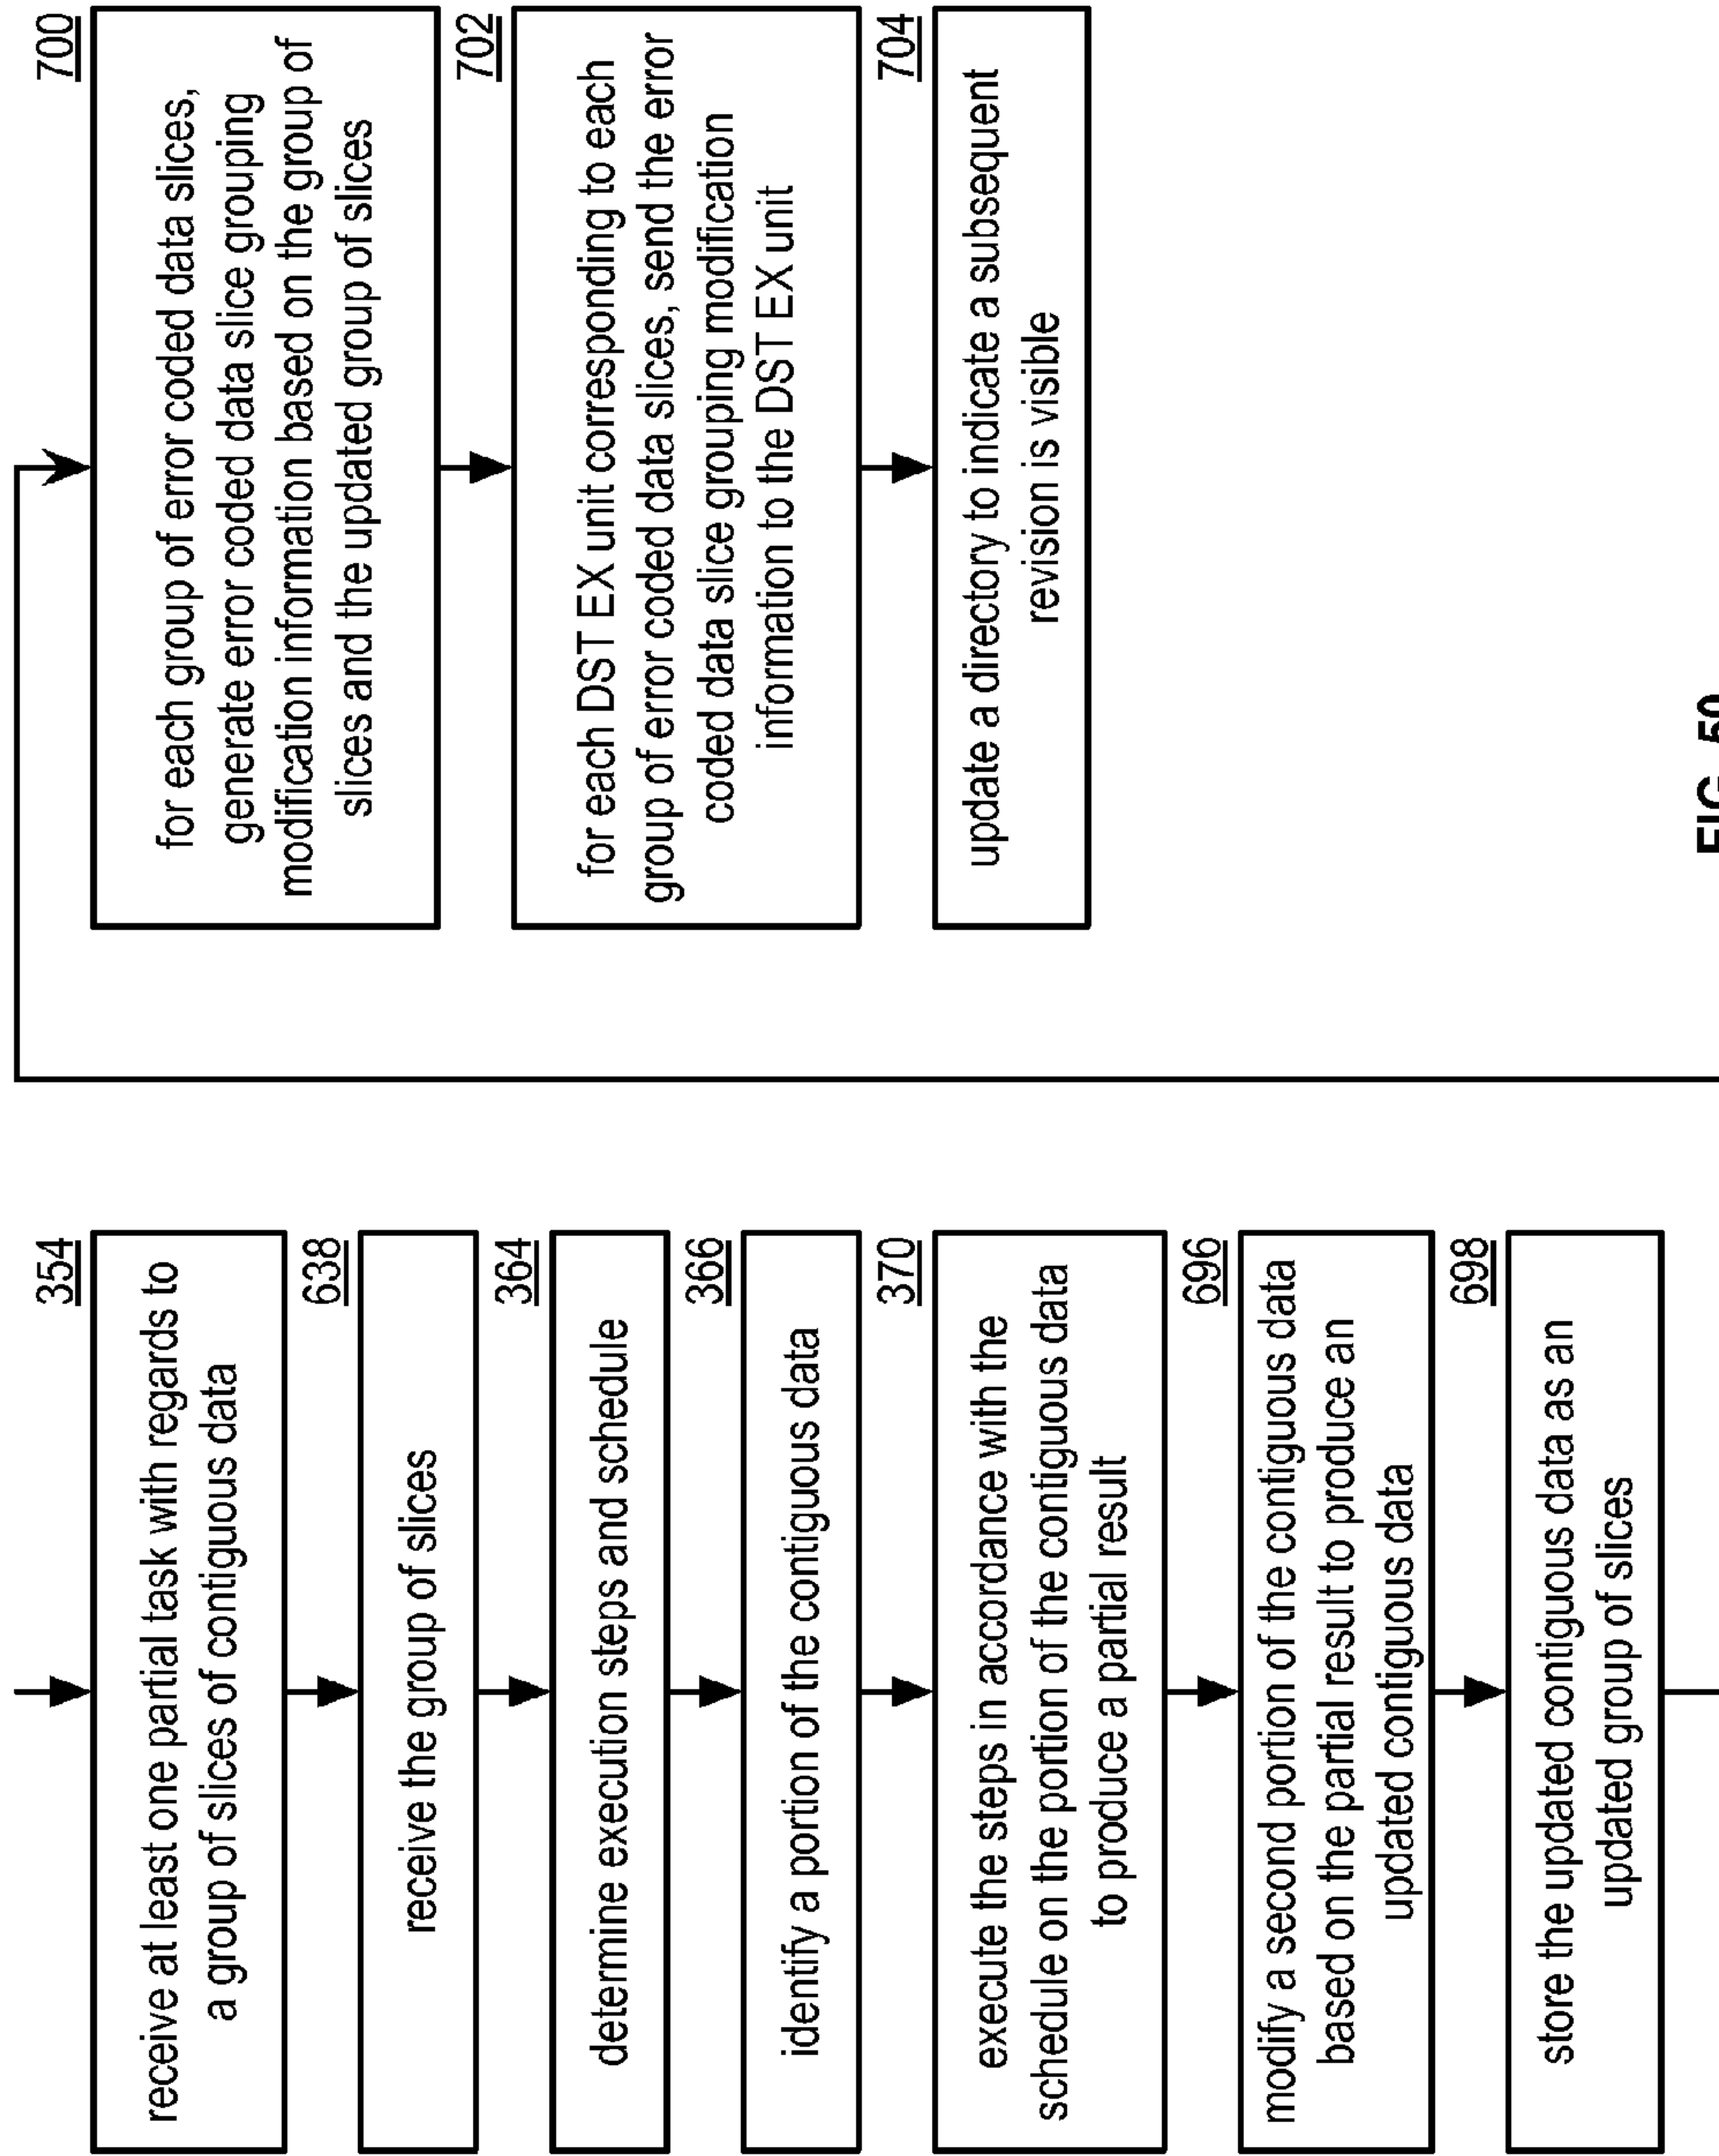 354
receive at least one partial task with regards to
a group of slices of contiguous data
638
receive the group of slices
364
determine execution steps and schedule
366
identify a portion of the contiguous data
370
execute the steps in accordance with the
schedule on the portion of the contiguous data
to produce a partial result
696
modify a second portion of the contiguous data
based on the partial result to produce an
updated contiguous data
698
store the updated contiguous data as an
updated group of slices
700
for each group of error coded data slices,
generate error coded data slice grouping
modification information based on the group of
slices and the updated group of slices
702
for each DST EX unit corresponding to each
group of error coded data slices, send the error
coded data slice grouping modification
information to the DST EX unit
704
update a directory to indicate a subsequent
revision is visible
FIG. 50